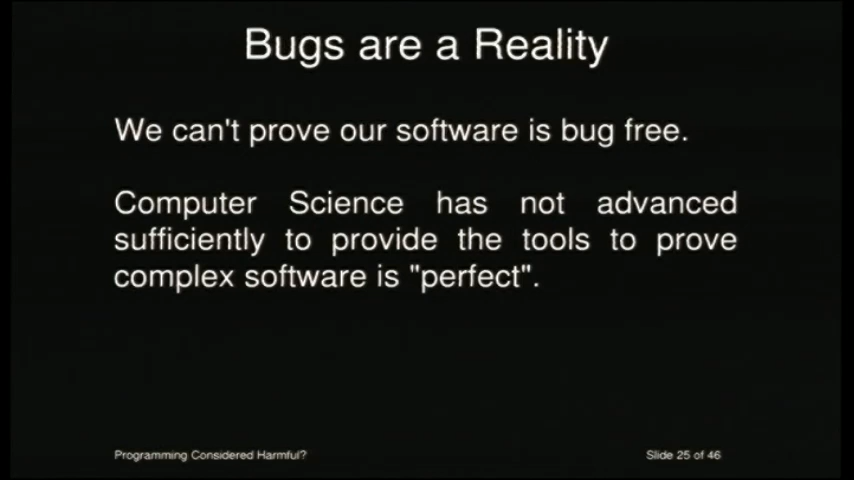 Bugs are a Reality
We can't prove our software is bug free.
Computer Science has not advanced
sufficiently to provide the tools to prove
complex software is "perfect".
Programming Considered Harmful?
Slide 25 of 46